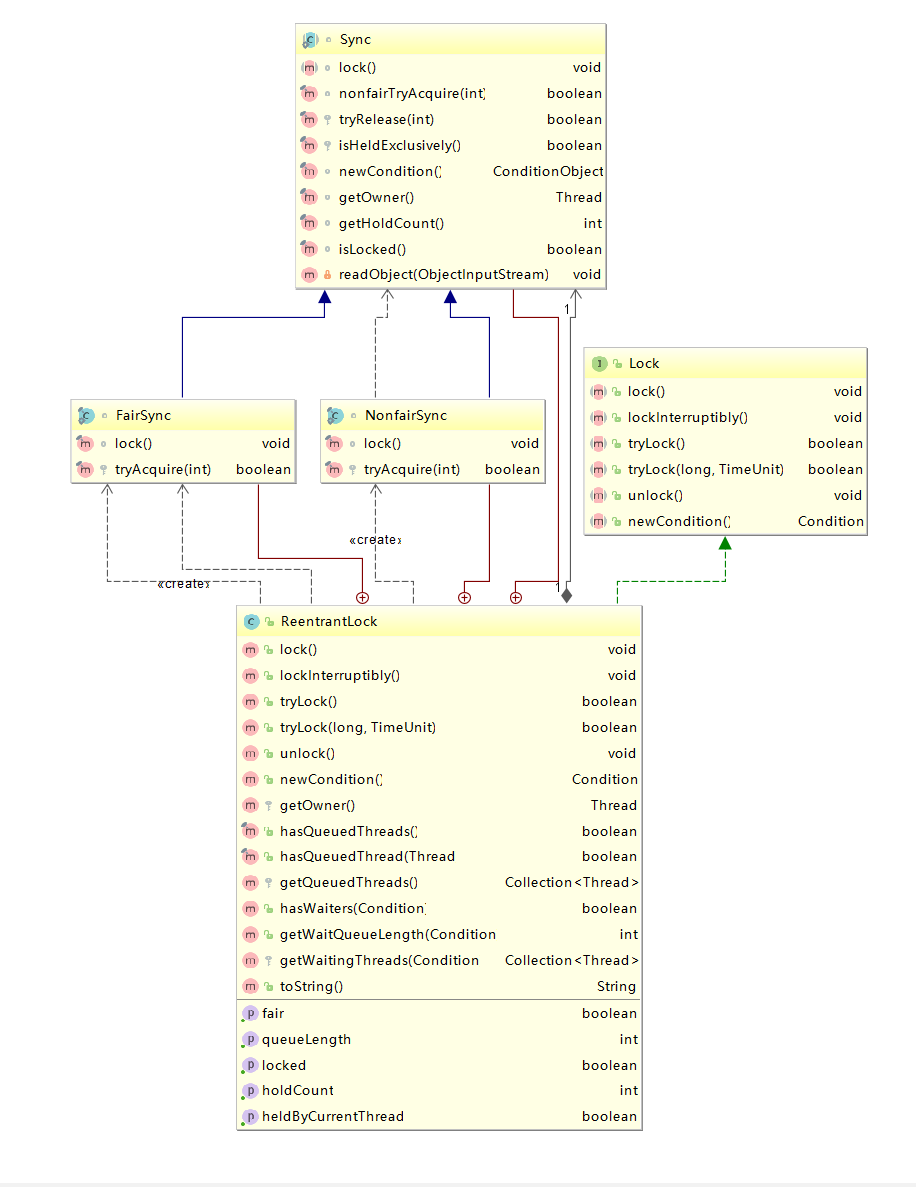 Sync
lock() void
nonfairTryAcquire(int) boolean
tryRelease(int) boolean
isHeldExclusively() boolean
newCondition() ConditionObject
getOwner() Thread
getHoldCount() int
isLocked() boolean
readObject(ObjectInputStream) void
1
Lock
lock() void
lockInterruptibly() void
tryLock() boolean
tryLock(long, TimeUnit) boolean
unlock() void
newCondition() Condition
FairSync
lock() void
tryAcquire(int) boolean
NonfairSync
lock() void
tryAcquire(int) boolean
«create»
«create»
1
ReentrantLock
lock() void
lockInterruptibly() void
tryLock() boolean
tryLock(long, TimeUnit) boolean
unlock() void
newCondition() Condition
getOwner() Thread
hasQueuedThreads() boolean
hasQueuedThread(Thread boolean
getQueuedThreads() Collection<Thread>
hasWaiters(Condition) boolean
getWaitQueueLength(Condition int
getWaitingThreads(Condition Collection<Thread>
toString() String
fair boolean
queueLength int
locked boolean
holdCount int
heldByCurrentThread boolean